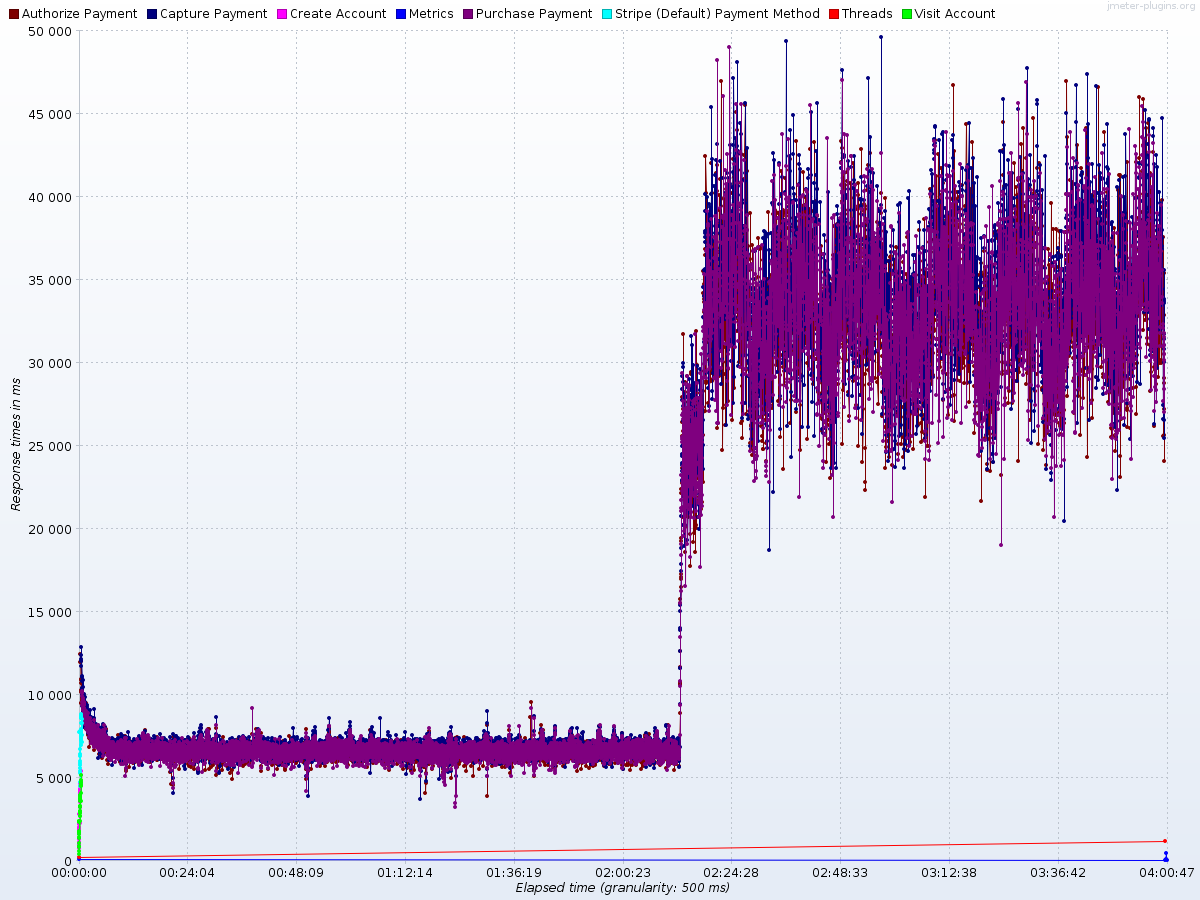 Authorize Payment Capture Payment Create Account Metrics Purchase Payment Stripe (Default) Payment Method Threads Visit Account
jmeter-plugins.org
50 000
45 000
40 000
35 000
30 000
25 000
20 000
15 000
10 000
5 000
0
Response times in ms
00:00:00 00:24:04 00:48:09 01:12:14 01:36:19 02:00:23 02:24:28 02:48:33 03:12:38 03:36:42 04:00:47
Elapsed time (granularity: 500 ms)